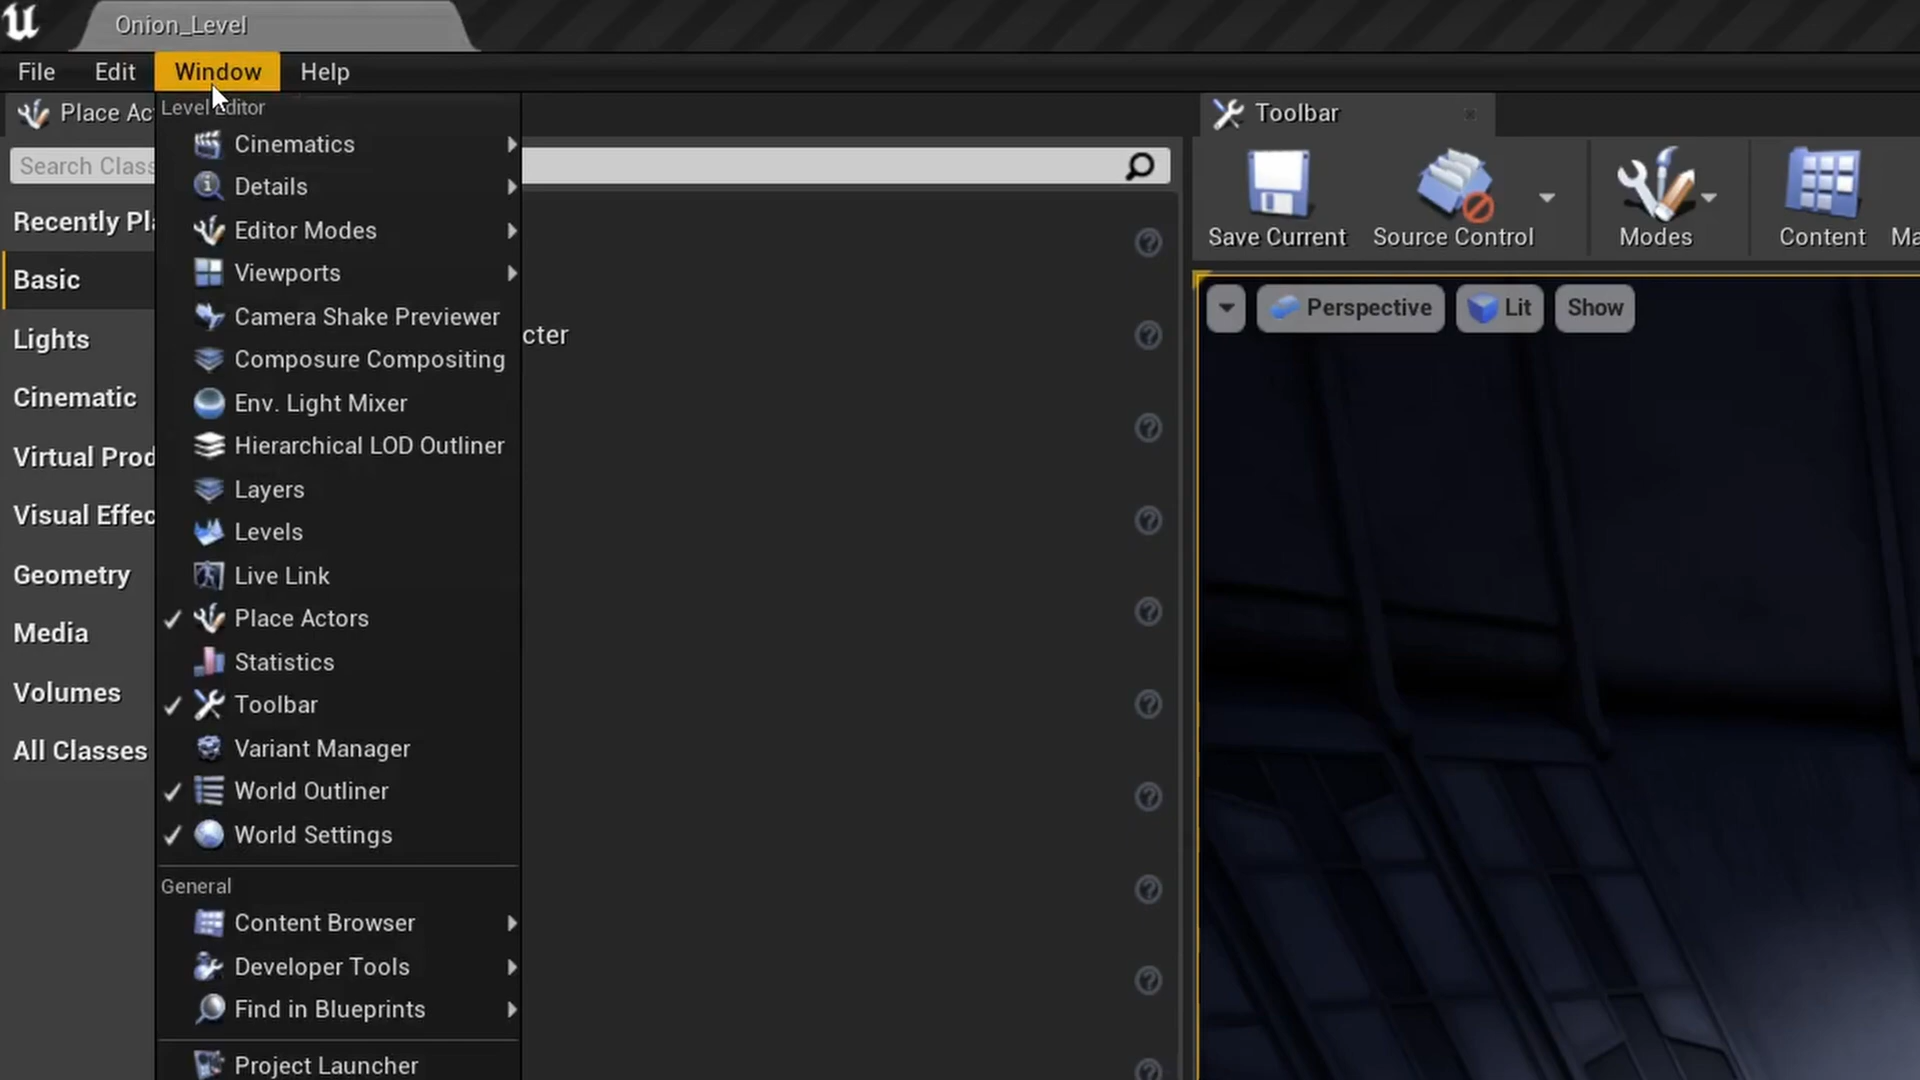 Onion_Level
File Edit Window Help
Place Ac
Search Class
Recently Pla
Basic
Lights
Cinematic
Virtual Prod
Visual Effec
Geometry
Media
Volumes
All Classes
Level Editor
Cinematics
Details
Editor Modes
Viewports
Camera Shake Previewer
Composure Compositing
Env. Light Mixer
Hierarchical LOD Outliner
Layers
Levels
Live Link
Place Actors
Statistics
Toolbar
Variant Manager
World Outliner
World Settings
General
Content Browser
Developer Tools
Find in Blueprints
Project Launcher
cter
Toolbar
Save Current Source Control Modes Content Ma
Perspective Lit Show